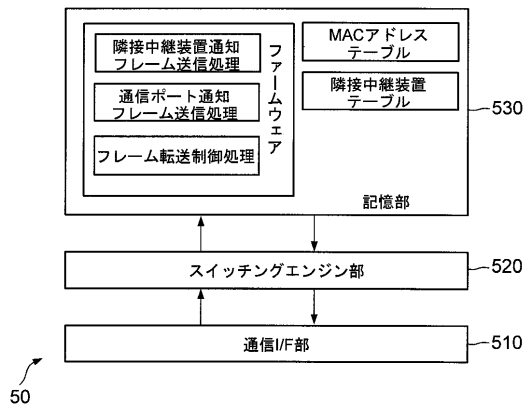 隣接中継装置通知
フレーム送信処理
通信ポート通知
フレーム送信処理
フレーム転送制御処理
ファームウェア
MACアドレス
テーブル
隣接中継装置
テーブル
530
記憶部
スイッチングエンジン部
520
通信I/F部
510
50